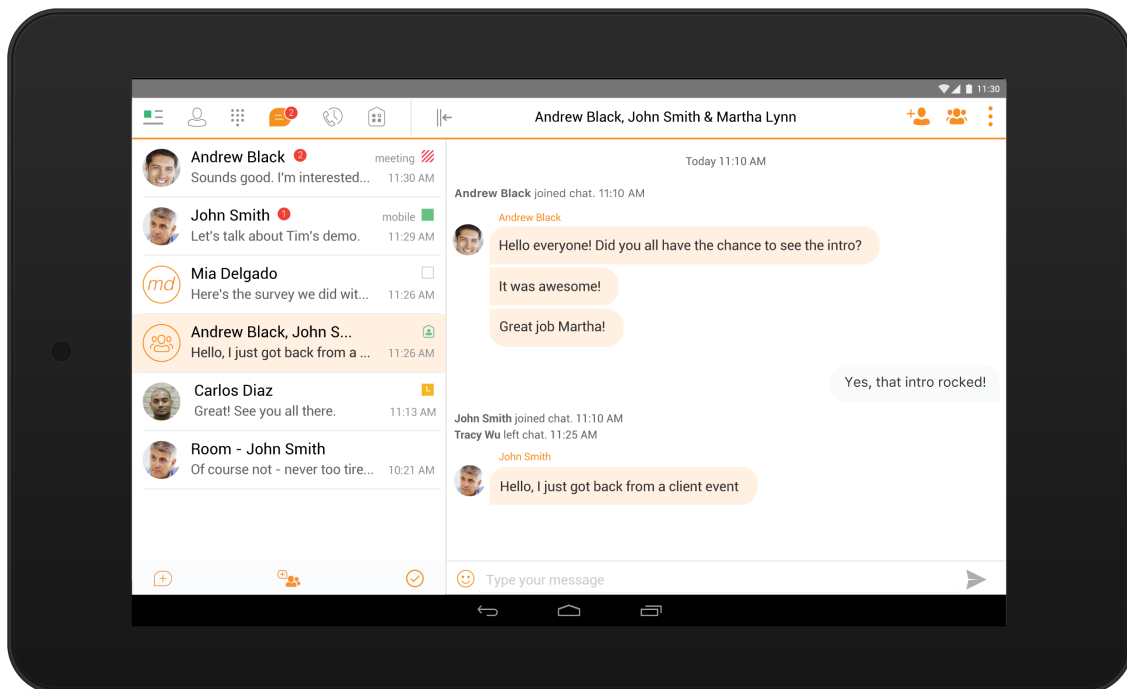 11:30
2
Andrew Black, John Smith & Martha Lynn
Andrew Black 2 meeting
Sounds good. I'm interested... 11:30 AM
John Smith 1 mobile
Let's talk about Tim's demo. 11:29 AM
md
Mia Delgado
Here's the survey we did wit... 11:26 AM
Andrew Black, John S...
Hello, I just got back from a ... 11:26 AM
Carlos Diaz
Great! See you all there. 11:13 AM
Room - John Smith
Of course not - never too tire... 10:21 AM
Today 11:10 AM
Andrew Black joined chat. 11:10 AM
Andrew Black
Hello everyone! Did you all have the chance to see the intro?
It was awesome!
Great job Martha!
Yes, that intro rocked!
John Smith joined chat. 11:10 AM
Tracy Wu left chat. 11:25 AM
John Smith
Hello, I just got back from a client event
Type your message